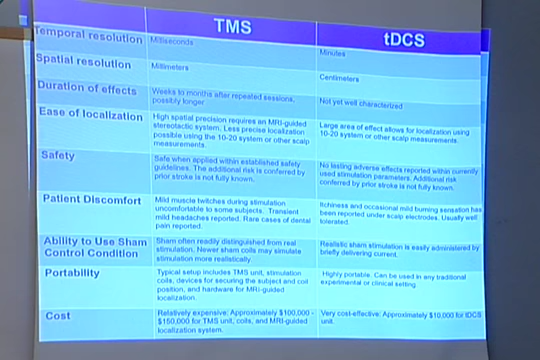 TMS
tDCS
Temporal resolution
Milliseconds
Minutes
Spatial resolution
Millimeters
Centimeters
Duration of effects
Weeks to months after repeated sessions,
possibly longer
Not yet well characterized
Ease of localization
High spatial precision requires an MRI-guided
stereotactic system. Less precise localization
possible using the 10-20 system or other scalp
measurements.
Large area of effect allows for localization using
10-20 system or other scalp measurements.
Safety
Safe when applied within established safety
guidelines. The additional risk is conferred by
prior stroke is not fully known.
No lasting adverse effects reported within currently
used stimulation parameters. Additional risk
conferred by prior stroke is not fully known.
Patient Discomfort
Mild muscle twitches during stimulation
uncomfortable to some subjects. Transient
mild headaches reported. Rare cases of dental
pain reported.
Itchiness and occasional mild burning sensation has
been reported under scalp electrodes. Usually well
tolerated.
Ability to Use Sham
Control Condition
Sham often readily distinguished from real
stimulation. Newer sham coils may simulate
stimulation more realistically.
Realistic sham stimulation is easily administered by
briefly delivering current.
Portability
Typical setup includes TMS unit, stimulation
coils, devices for securing the subject and coil
position, and hardware for MRI-guided
localization.
Highly portable. Can be used in any traditional
experimental or clinical setting
Cost
Relatively expensive: Approximately $100,000 -
$150,000 for TMS unit, coils, and MRI-guided
localization system.
Very cost-effective: Approximately $10,000 for tDCS
unit.